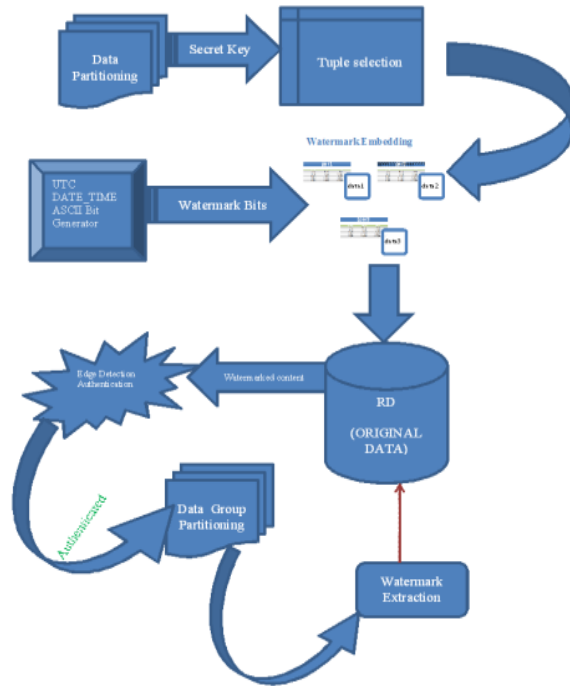 Data
Partitioning
Secret Key
Tuple selection
Watermark Embedding
UTC
DATE_TIME
ASCII Bit
Generator
Watermark Bits
data1
data2
data3
Edge Detection
Authentication
Watermarked content
RD
(ORIGINAL
DATA)
Authenticated
Data Group
Partitioning
Watermark
Extraction